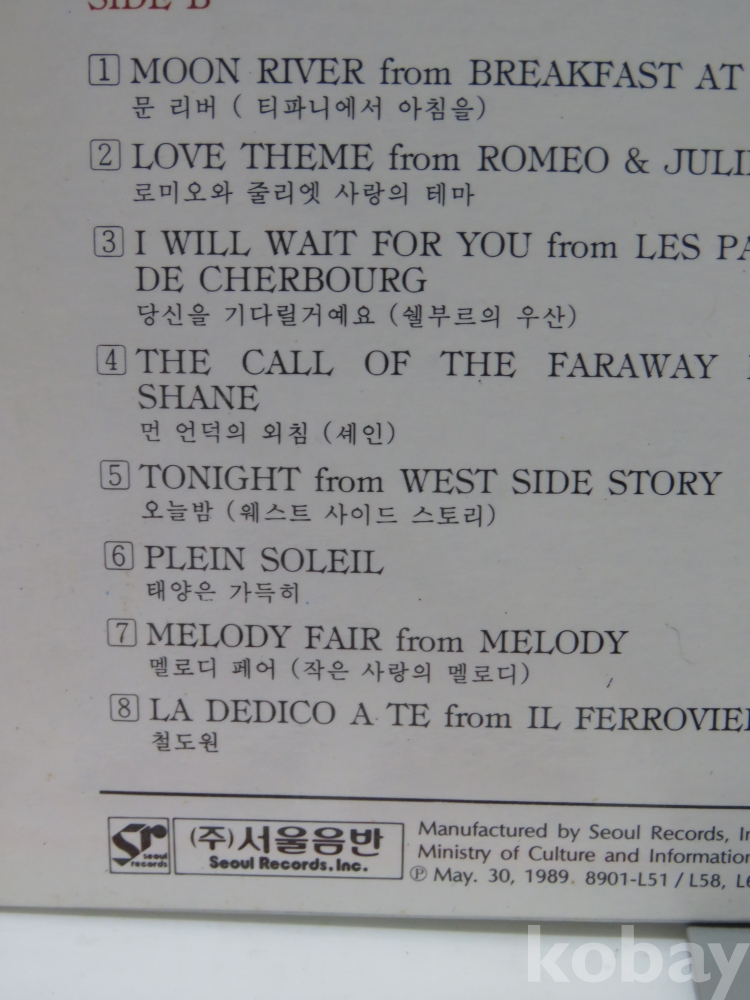 SIDE B
1 MOON RIVER from BREAKFAST AT
문 리버 ( 티파니에서 아침을)
2 LOVE THEME from ROMEO & JULI
로미오와 줄리엣 사랑의 테마
3 I WILL WAIT FOR YOU from LES PA
DE CHERBOURG
당신을 기다릴거예요 (쉘부르의 우산)
4 THE CALL OF THE FARAWAY
SHANE
먼 언덕의 외침 (셰인)
5 TONIGHT from WEST SIDE STORY
오늘밤 (웨스트 사이드 스토리)
6 PLEIN SOLEIL
태양은 가득히
7 MELODY FAIR from MELODY
멜로디 페어 (작은 사랑의 멜로디)
8 LA DEDICO A TE from IL FERROVIE
철도원
sr seoul records
(주)서울음반
Seoul Records.Inc.
Manufactured by Seoul Records, In
Ministry of Culture and Information
Ⓟ May. 30, 1989. 8901-L51 / L58, L6
kobay